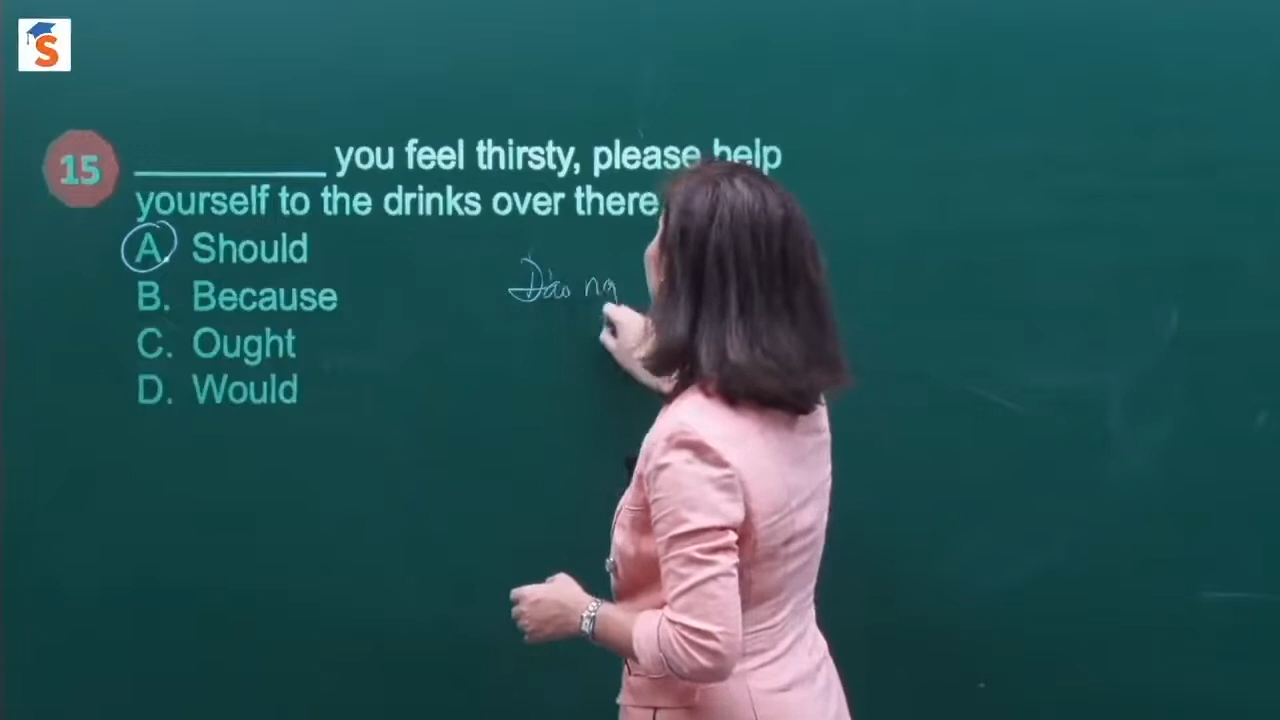 S
15 __________ you feel thirsty, please help
yourself to the drinks over there
A. Should
B. Because
C. Ought
D. Would
Đảo ng